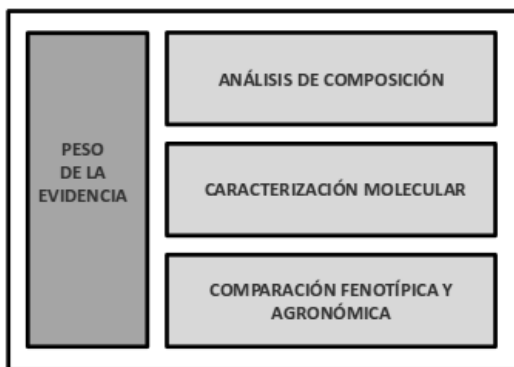 PESO
DE LA
EVIDENCIA
ANÁLISIS DE COMPOSICIÓN
CARACTERIZACIÓN MOLECULAR
COMPARACIÓN FENOTÍPICA Y
AGRONÓMICA